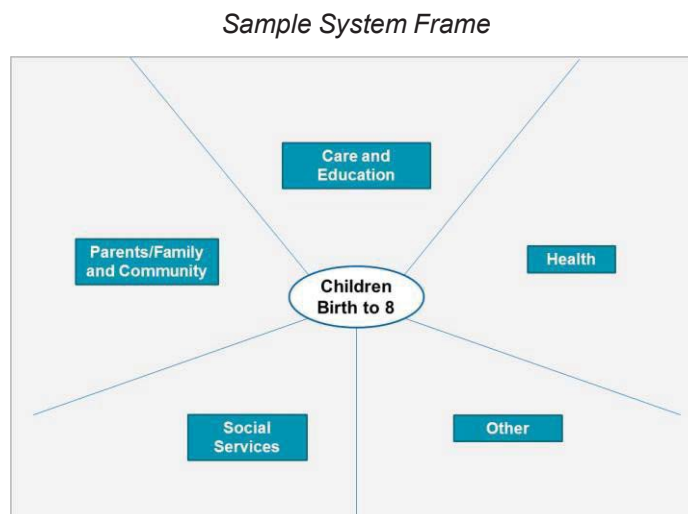 Sample System Frame
Care and
Education
Parents/Family
and Community
Health
Children
Birth to 8
Social
Services
Other